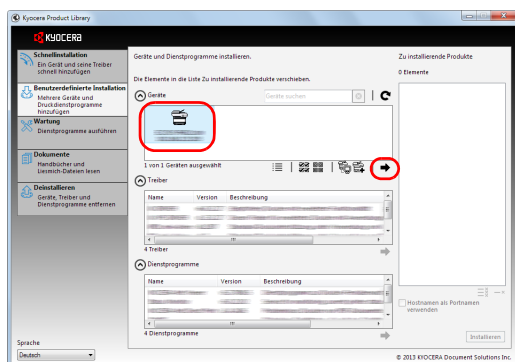 Kyocera Product Library
KYOCERA
Schnellinstallation
Ein Gerät und seine Treiber
schnell hinzufügen
Benutzerdefinierte Installation
Mehrere Geräte und
Druckdienstprogramme
hinzufügen
Wartung
Dienstprogramme ausführen
Dokumente
Handbücher und
Liesmich-Dateien lesen
Deinstallieren
Geräte, Treiber und
Dienstprogramme entfernen
Sprache
Deutsch
Geräte und Dienstprogramme installieren.
Die Elemente in die Liste Zu installierende Produkte verschieben.
Geräte
Geräte suchen
1 von 1 Geräten ausgewählt
Treiber
Name Version Beschreibung
4 Treiber
Dienstprogramme
Name Version Beschreibung
4 Dienstprogramme
Zu installierende Produkte
0 Elemente
Hostnamen als Portnamen
verwenden
Installieren
© 2013 KYOCERA Document Solutions Inc.